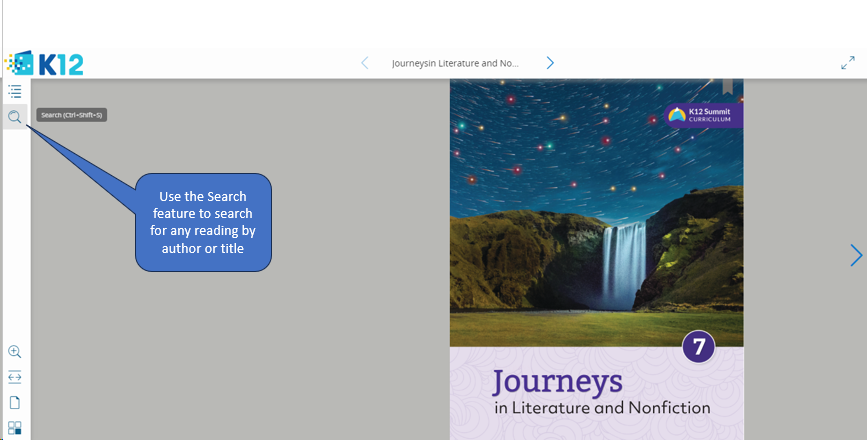 K12
Journeysin Literature and No...
Search (Ctrl+Shift+S)
K12 Summit
CURRICULUM
Use the Search
feature to search
for any reading by
author or title
7
Journeys
in Literature and Nonfiction